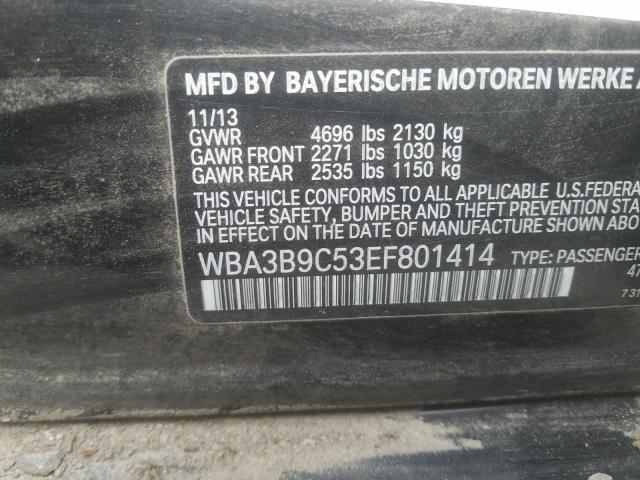 MFD BY BAYERISCHE MOTOREN WERKE A
11/13
GVWR 4696 lbs 2130 kg
GAWR FRONT 2271 lbs 1030 kg
GAWR REAR 2535 lbs 1150 kg
THIS VEHICLE CONFORMS TO ALL APPLICABLE U.S.FEDERA
VEHICLE SAFETY, BUMPER AND THEFT PREVENTION STA
IN EFFECT ON THE DATE OF MANUFACTURE SHOWN ABO
WBA3B9C53EF801414 TYPE: PASSENGER
47
731